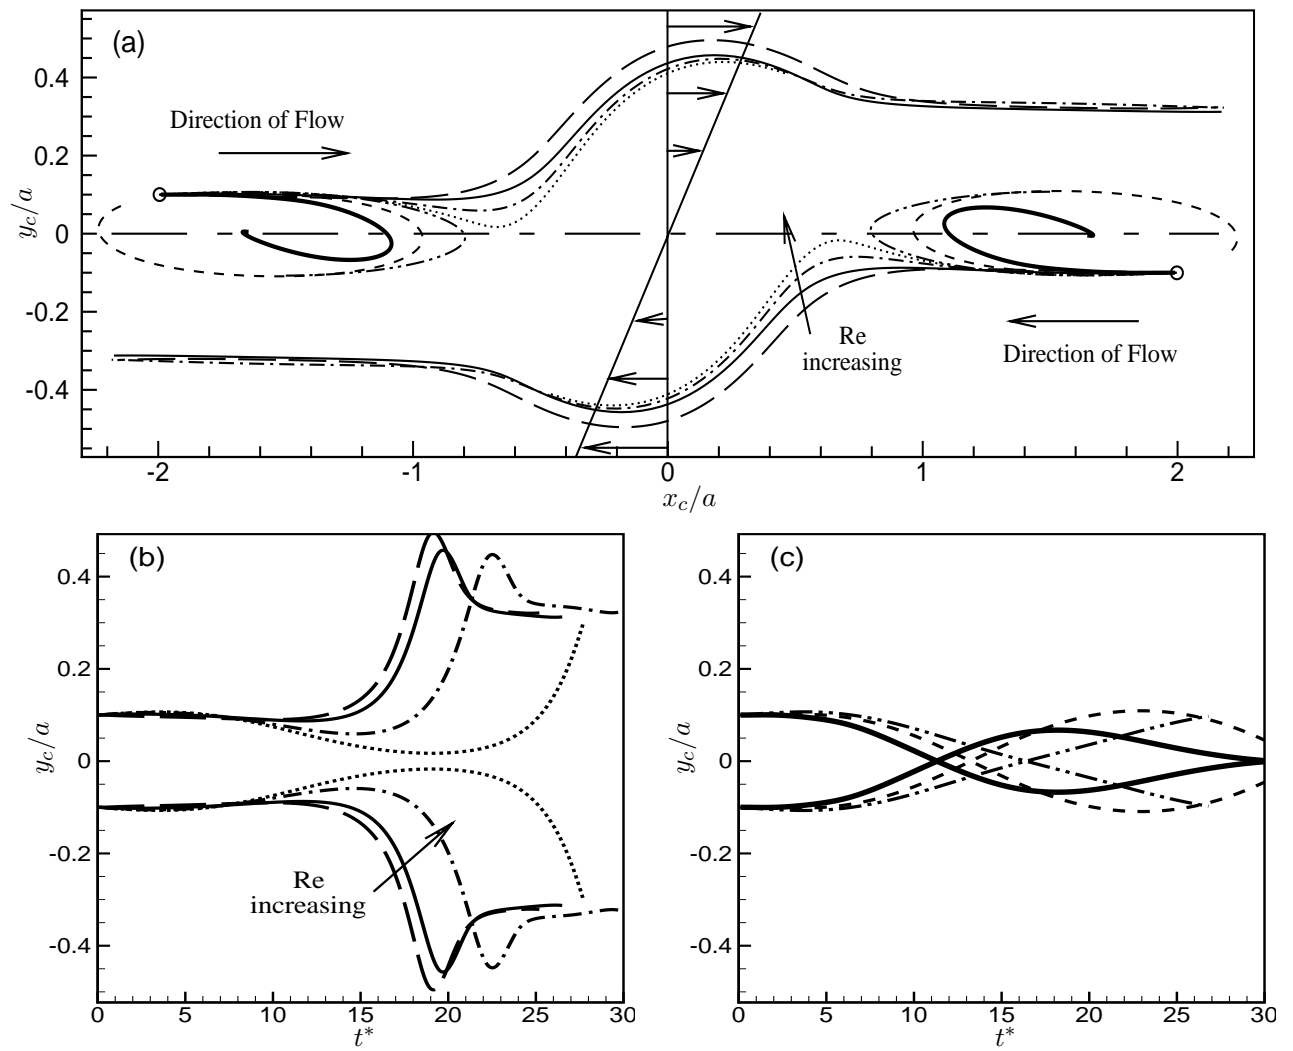 (a)
Direction of Flow
Re
increasing
Direction of Flow
y_c/a
0.4
0.2
0
-0.2
-0.4
-2
-1
0
1
2
x_c/a
(b)
Re
increasing
y_c/a
0.4
0.2
0
-0.2
-0.4
0
5
10
15
20
25
30
t*
(c)
y_c/a
0.4
0.2
0
-0.2
-0.4
0
5
10
15
20
25
30
t*